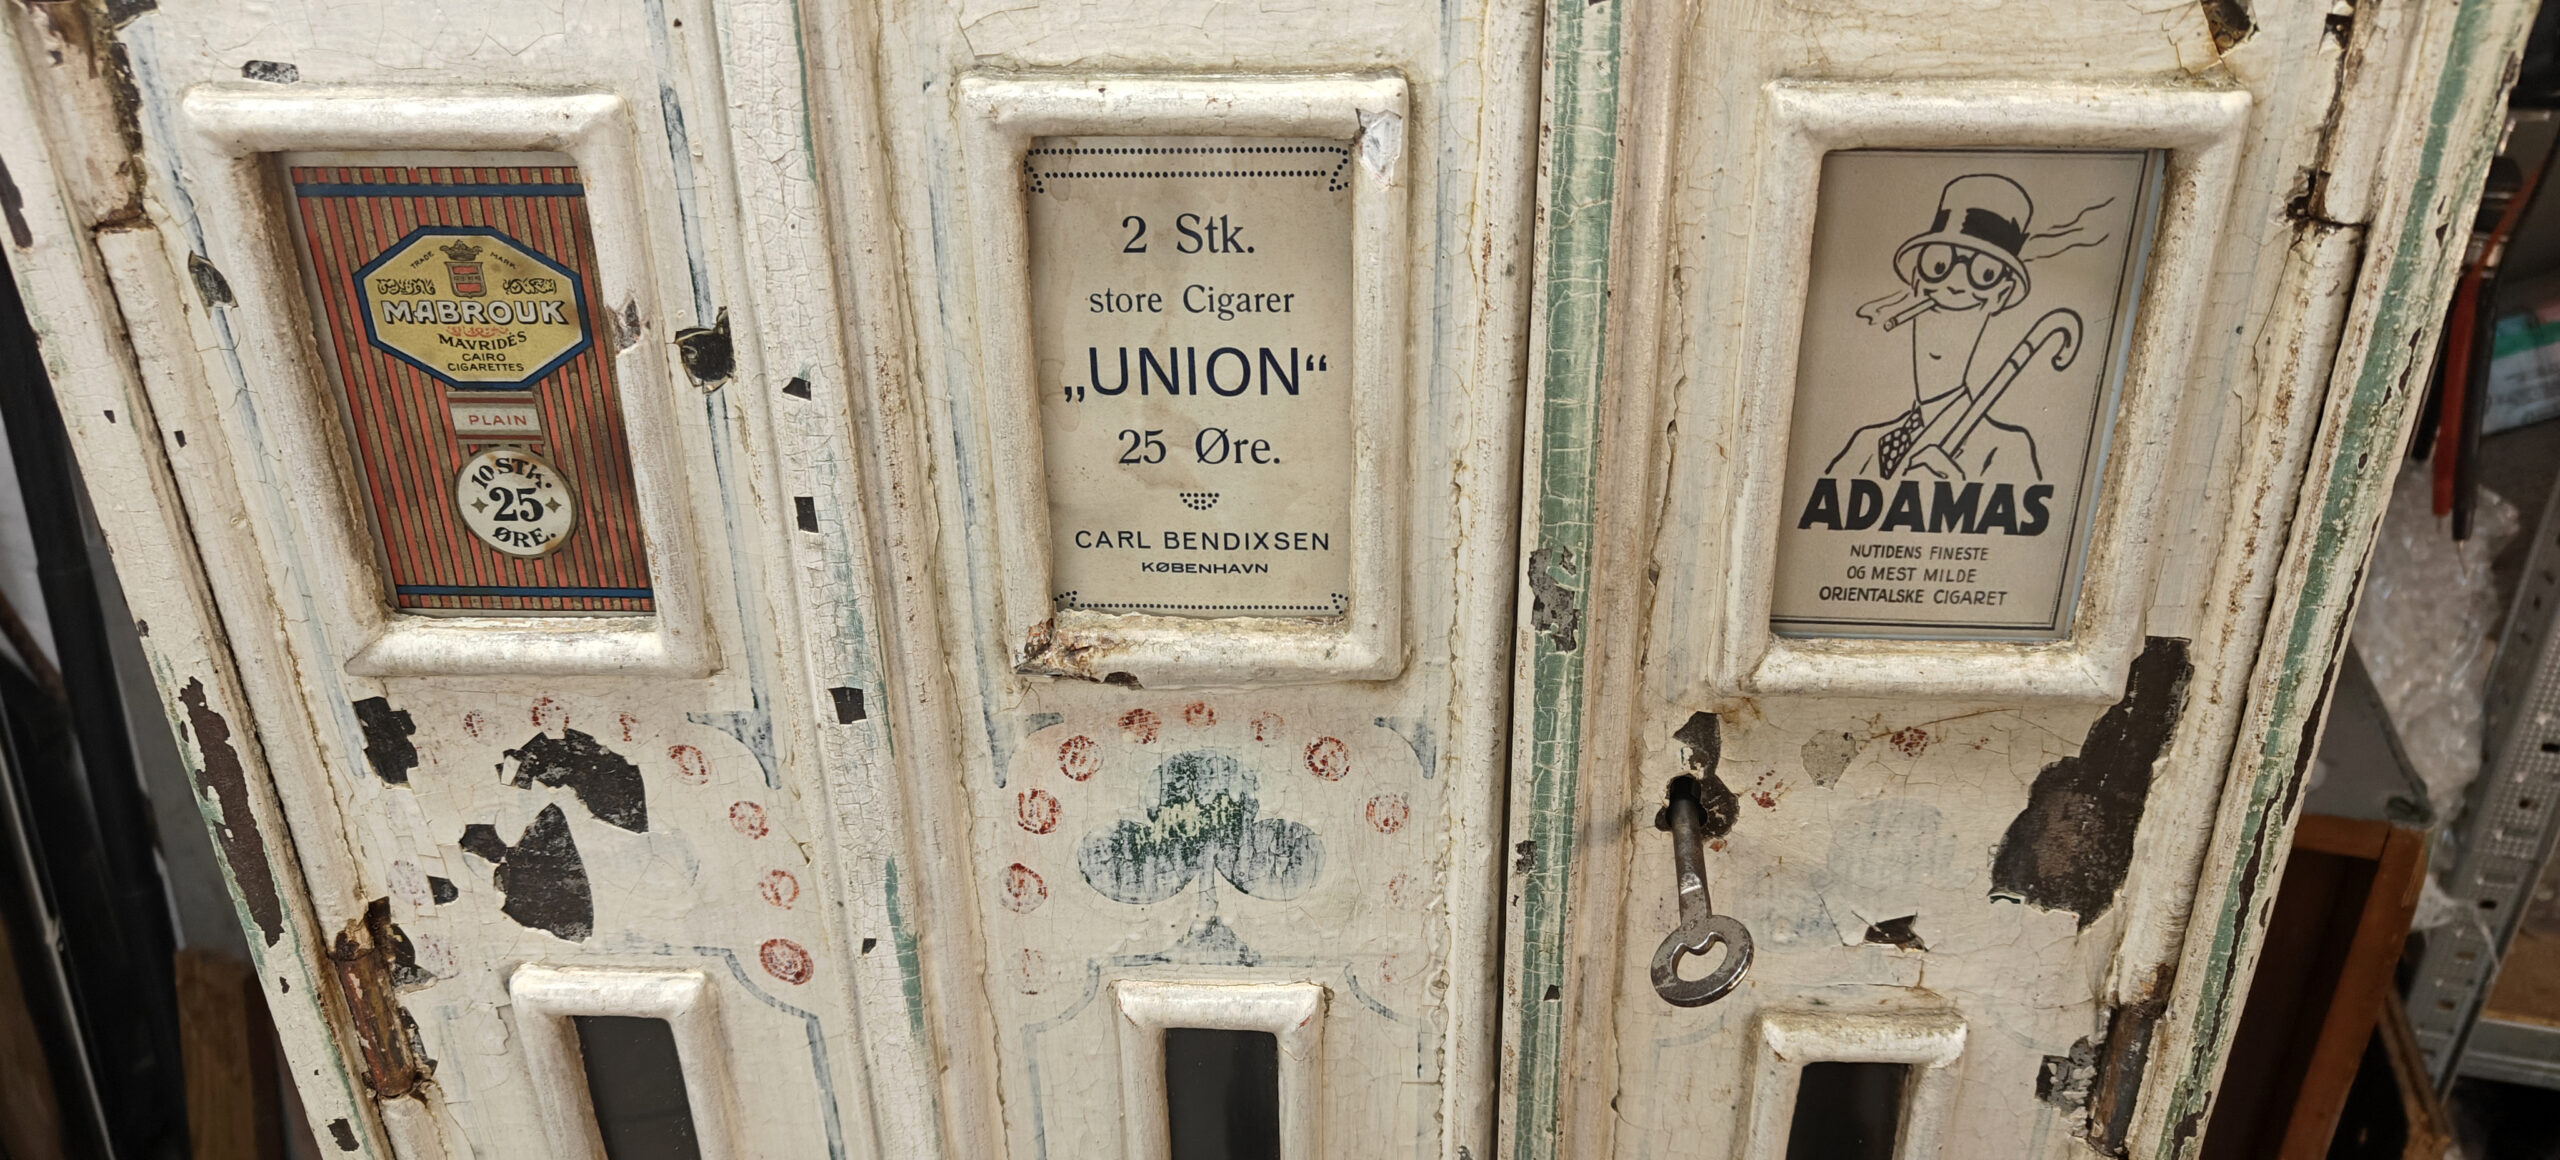 TRADE MARK
MABROUK
MAVRIDÈS
CAIRO
CIGARETTES
PLAIN
10 STK.
25
ØRE.
2 Stk.
store Cigarer
„UNION“
25 Øre.
CARL BENDIXSEN
KØBENHAVN
ADAMAS
NUTIDENS FINESTE
OG MEST MILDE
ORIENTALSKE CIGARET